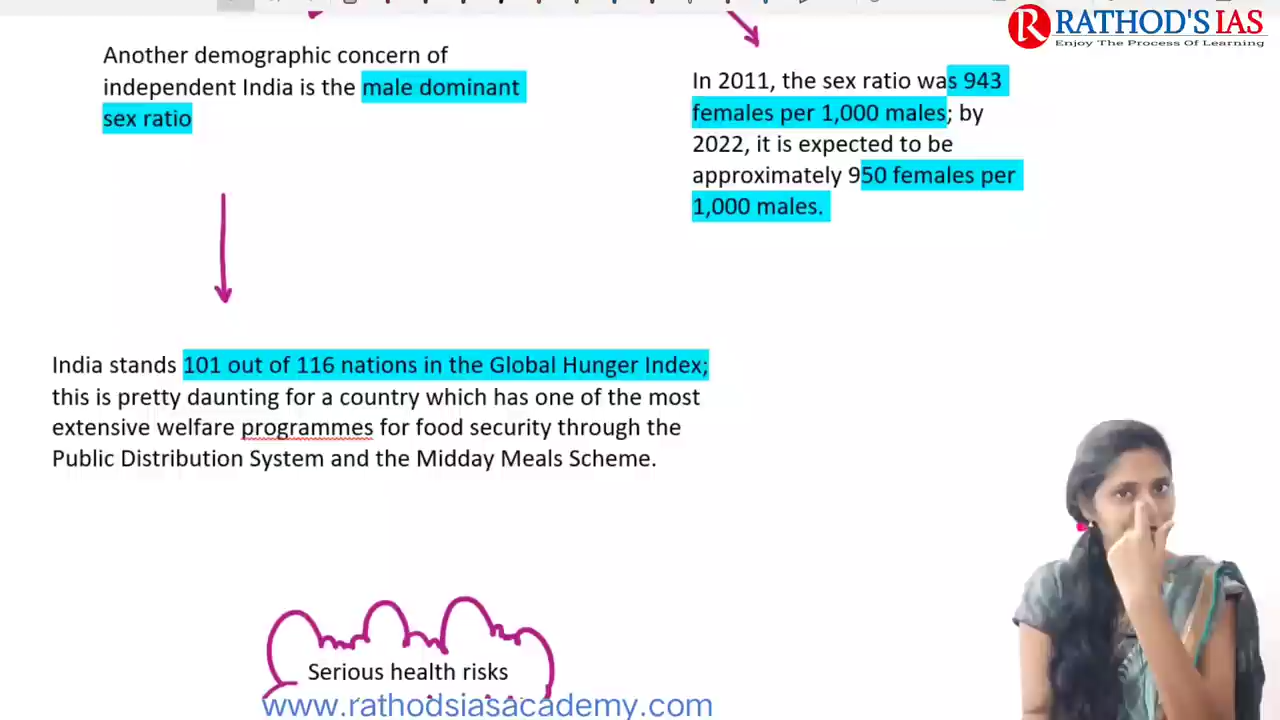 RATHOD'S IAS
Enjoy The Process Of Learning
Another demographic concern of
independent India is the male dominant
sex ratio
In 2011, the sex ratio was 943
females per 1,000 males; by
2022, it is expected to be
approximately 950 females per
1,000 males.
India stands 101 out of 116 nations in the Global Hunger Index;
this is pretty daunting for a country which has one of the most
extensive welfare programmes for food security through the
Public Distribution System and the Midday Meals Scheme.
Serious health risks
www.rathodsiasacademy.com